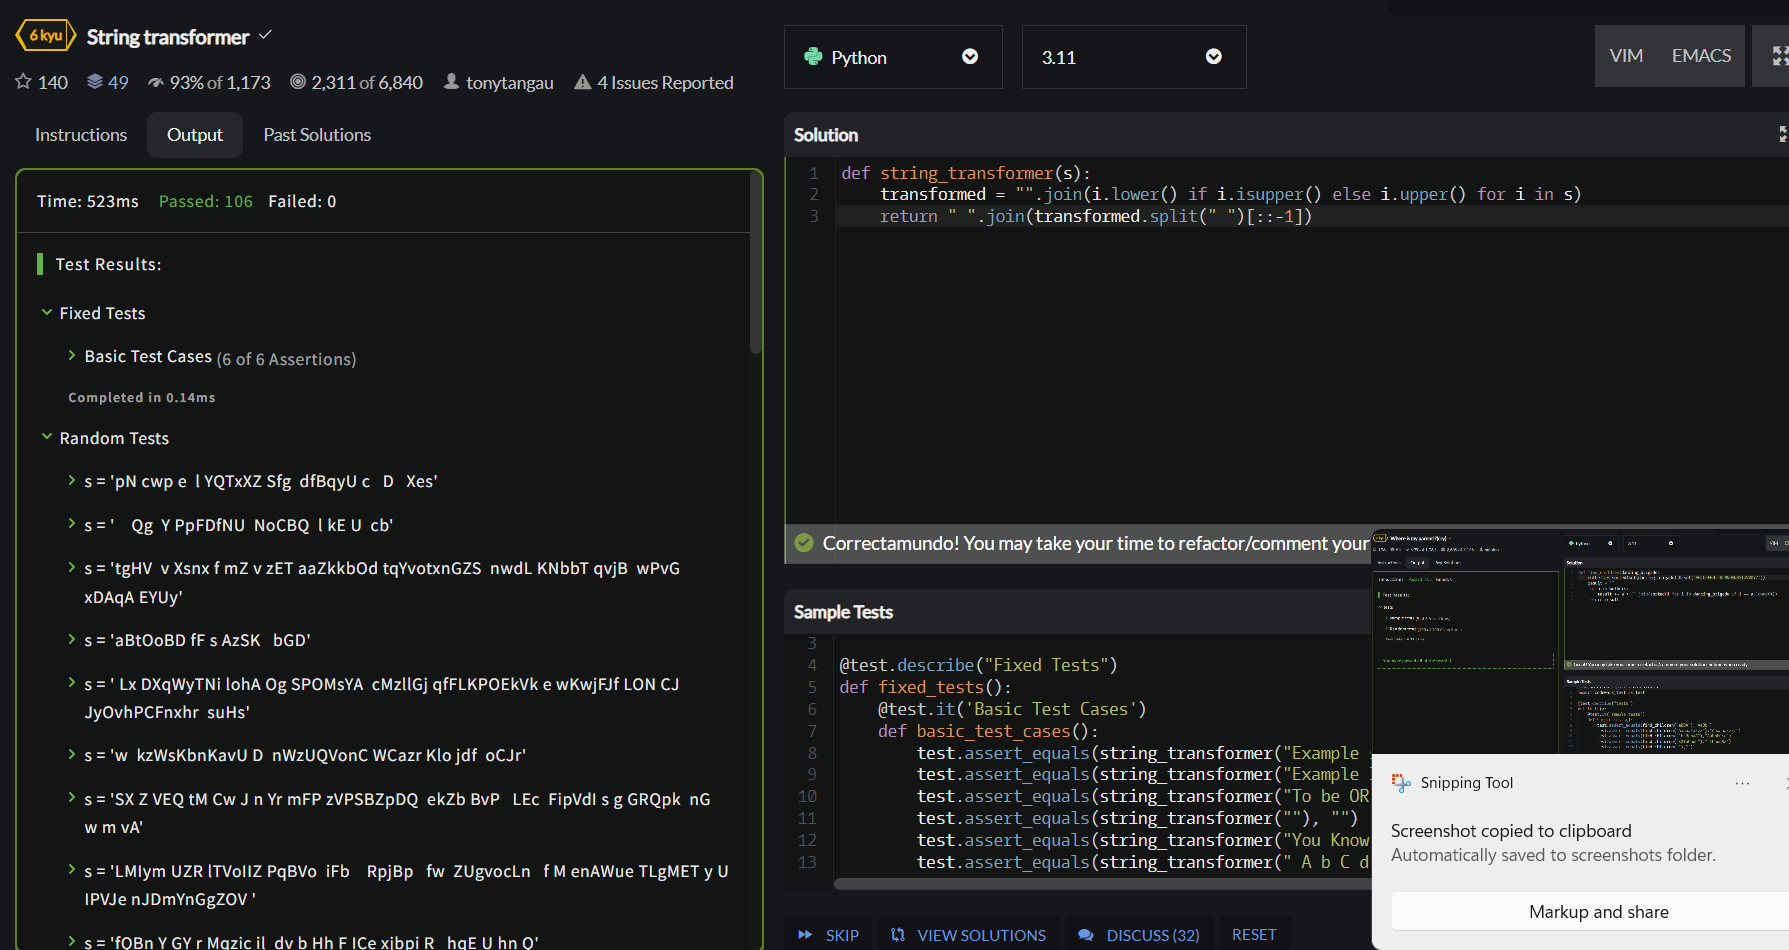 6 kyu String transformer
140 49 93% of 1,173 2,311 of 6,840 tonytangau 4 Issues Reported
Instructions Output Past Solutions
Time: 523ms Passed: 106 Failed: 0
Test Results:
Fixed Tests
Basic Test Cases (6 of 6 Assertions)
Completed in 0.14ms
Random Tests
s = 'pN cwp e  l YQTxXZ Sfg  dfBqyU c   D   Xes'
s = '    Qg  Y PpFDfNU  NoCBQ  l kE U  cb'
s = 'tgHV  v Xsnx f mZ v zET aaZkkbOd tqYvotxnGZS  nwdL KNbbT qvjB  wPvG
xDAqA EYUy'
s = 'aBtOoBD fF s AzSK   bGD'
s = ' Lx DXqWyTNi lohA Og SPOMsYA  cMzllGj qfFLKPOEkVk e wKwjFJf LON CJ
JyOvhPCFnxhr  suHs'
s = 'w  kzWsKbnKavU D  nWzUQVonC WCazr Klo jdf  oCJr'
s = 'SX Z VEQ tM Cw J n Yr mFP zVPSBZpDQ  ekZb BvP   LEc  FipVdI s g GRQpk  nG
w m vA'
s = 'LMIym UZR lTVoIIZ PqBVo  iFb    RpjBp   fw  ZUgvocLn   f M enAWue TLgMET y U
IPVJe nJDmYnGgZOV '
s = 'fQBn Y GY r Mqzic il  dv b Hh F ICe xjbpi R   hqE U hn O'
Python 3.11 VIM EMACS
Solution
1 def string_transformer(s):
2     transformed = "".join(i.lower() if i.isupper() else i.upper() for i in s)
3     return " ".join(transformed.split(" ")[::-1])
Correctamundo! You may take your time to refactor/comment your
Sample Tests
3
4 @test.describe("Fixed Tests")
5 def fixed_tests():
6     @test.it('Basic Test Cases')
7     def basic_test_cases():
8         test.assert_equals(string_transformer("Example
9         test.assert_equals(string_transformer("Example
10         test.assert_equals(string_transformer("To be OR
11         test.assert_equals(string_transformer(""), "")
12         test.assert_equals(string_transformer("You Know
13         test.assert_equals(string_transformer(" A b C d
SKIP VIEW SOLUTIONS DISCUSS (32) RESET
Where is my parent?(cry)
Snipping Tool ...
Screenshot copied to clipboard
Automatically saved to screenshots folder.
Markup and share